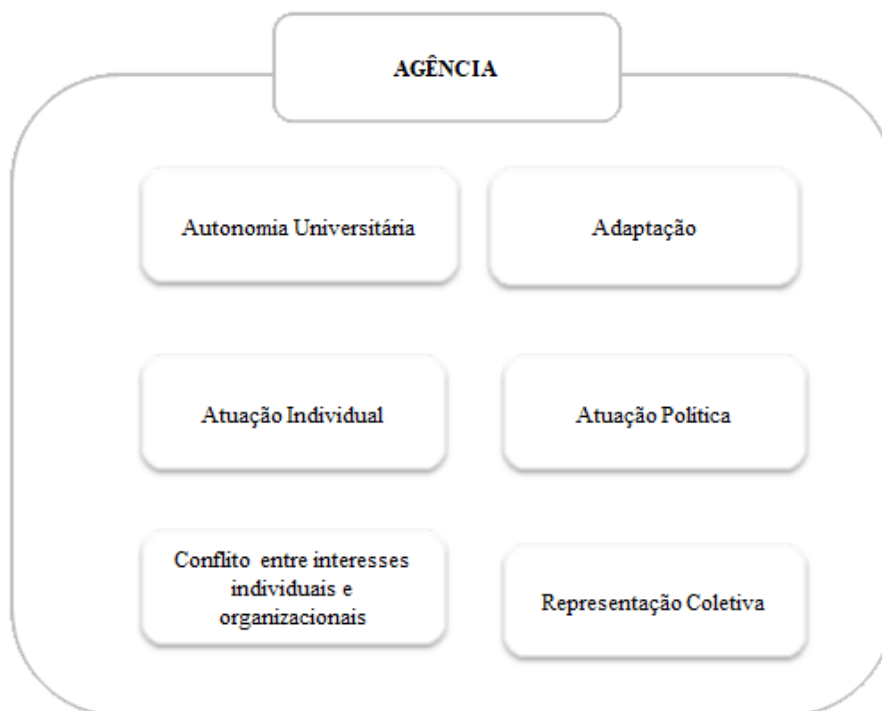 AGÊNCIA
Autonomia Universitária
Adaptação
Atuação Individual
Atuação Política
Conflito entre interesses
individuais e
organizacionais
Representação Coletiva